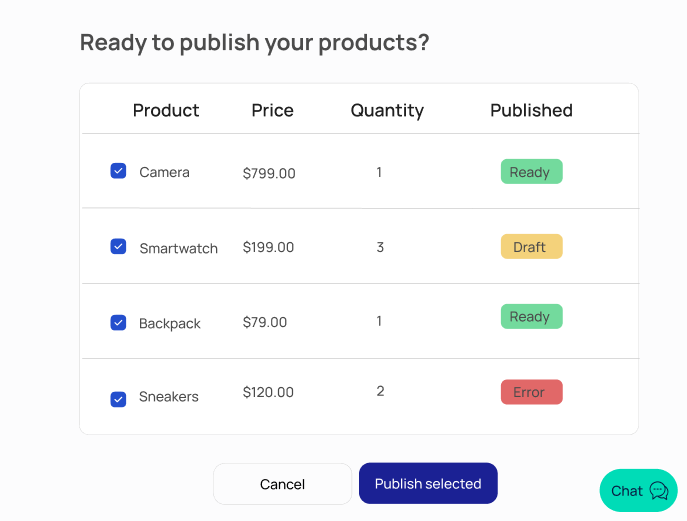 Ready to publish your products?
Product Price Quantity Published
Camera $799.00 1 Ready
Smartwatch $199.00 3 Draft
Backpack $79.00 1 Ready
Sneakers $120.00 2 Error
Cancel Publish selected
Chat